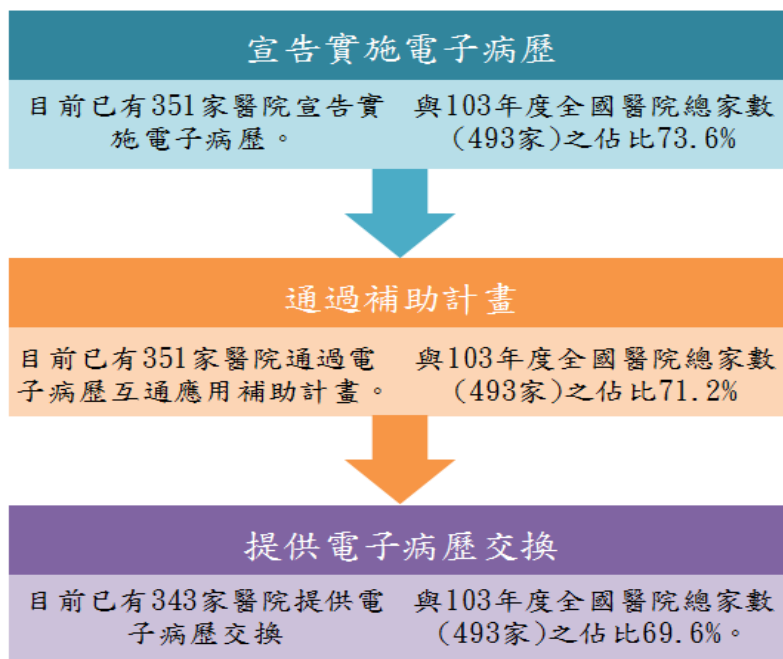 宣告實施電子病歷
目前已有351家醫院宣告實
施電子病歷。
與103年度全國醫院總家數
(493家)之佔比73.6%
通過補助計畫
目前已有351家醫院通過電
子病歷互通應用補助計畫。
與103年度全國醫院總家數
(493家)之佔比71.2%
提供電子病歷交換
目前已有343家醫院提供電
子病歷交換
與103年度全國醫院總家數
(493家)之佔比69.6%。